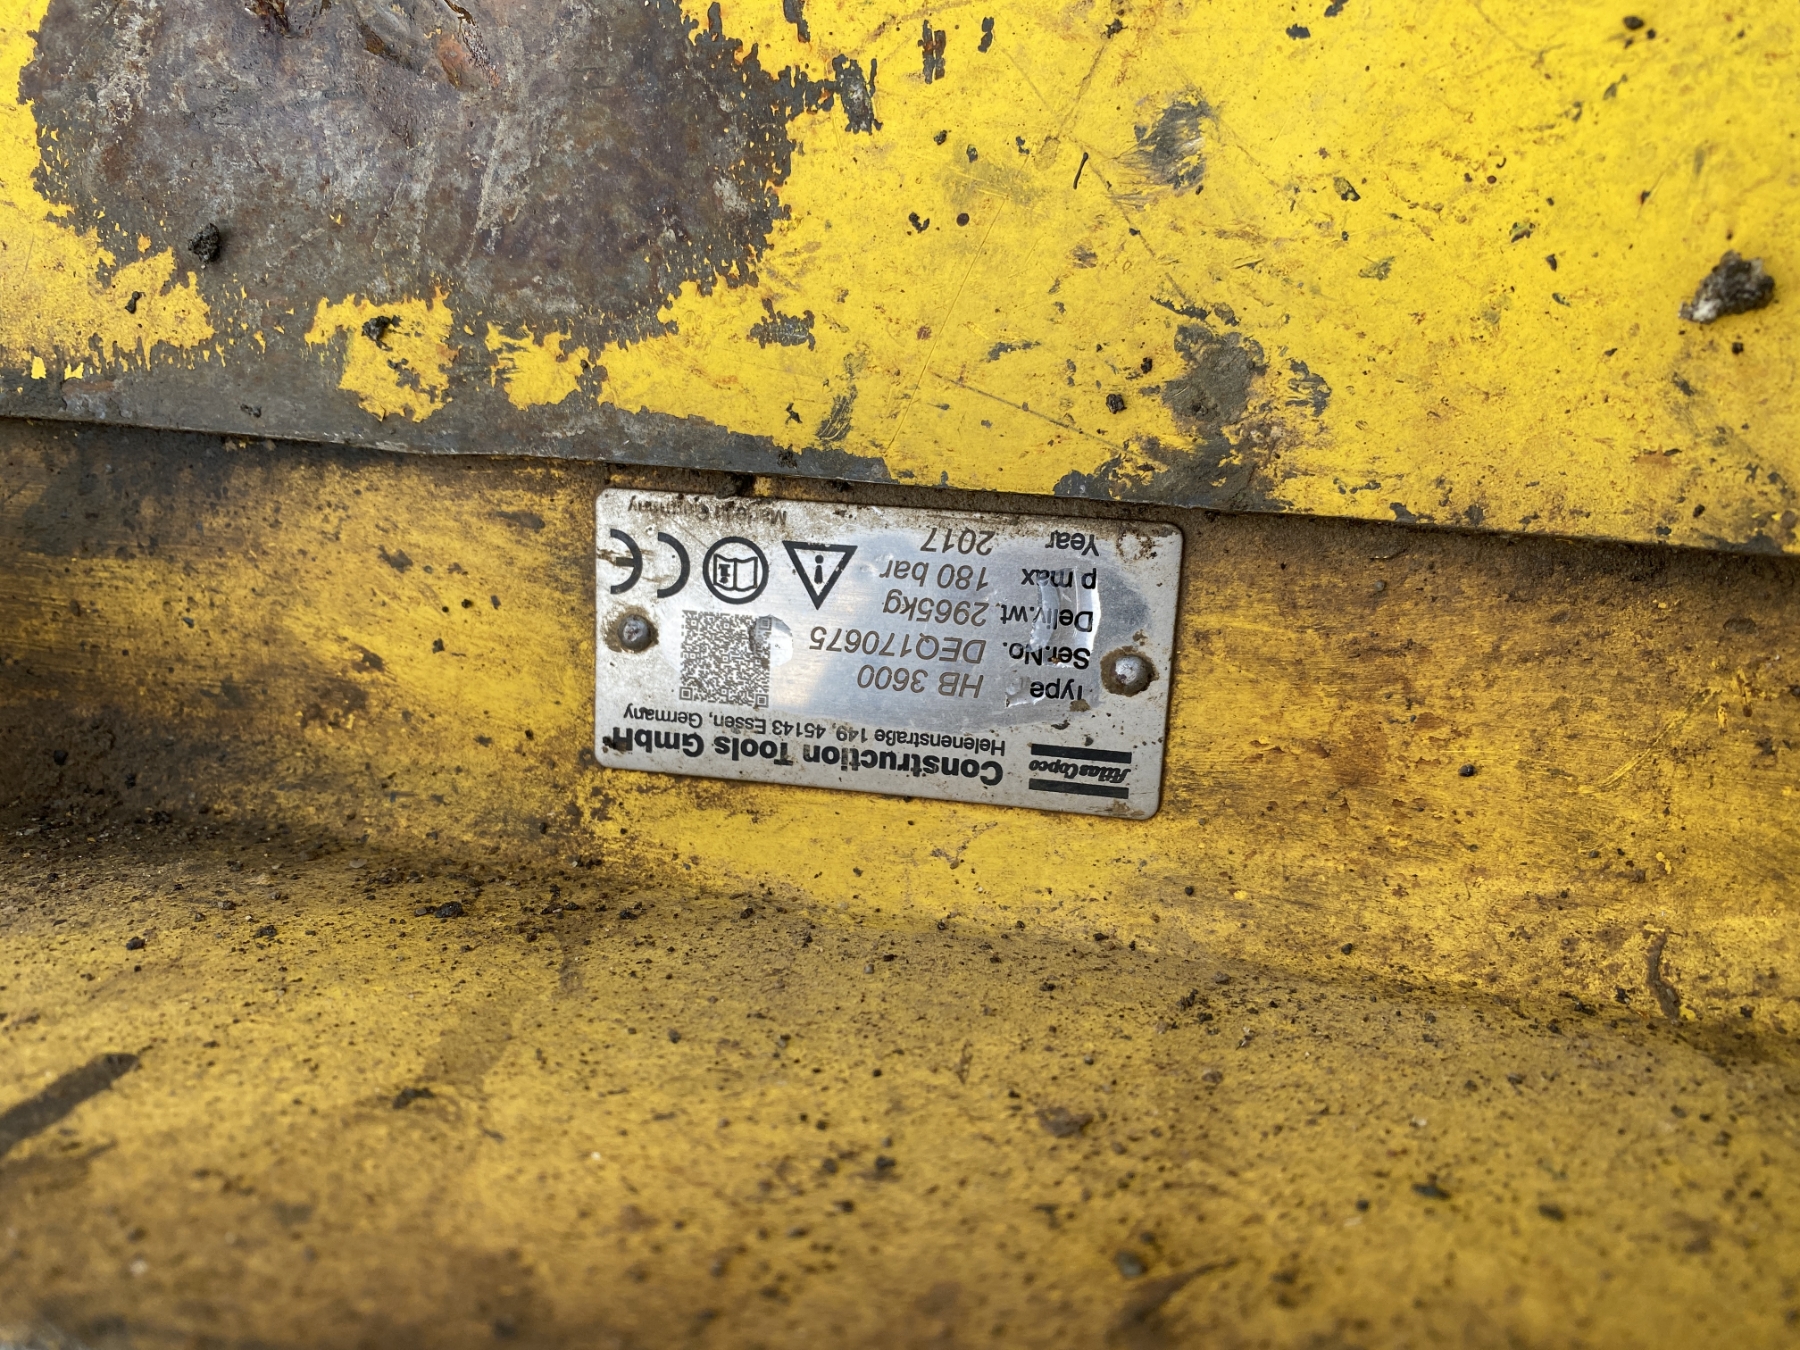 Atlas Copco
Construction Tools GmbH
Helenenstraße 149, 45143 Essen, Germany
Type HB 3600
Ser.No. DEQ170675
Deliv.wt. 2965kg
p max 180 bar
Year 2017
CE
Made in Germany